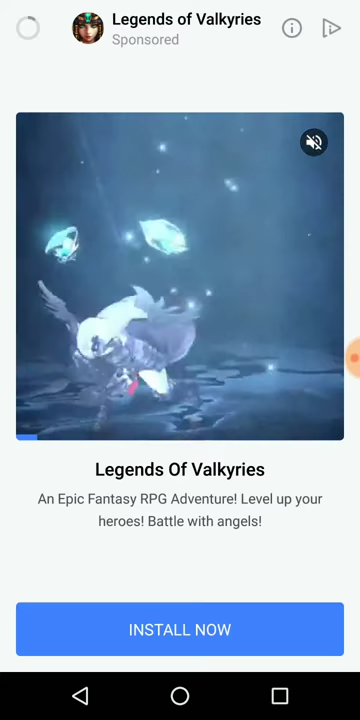 Legends of Valkyries
Sponsored
Legends Of Valkyries
An Epic Fantasy RPG Adventure! Level up your
heroes! Battle with angels!
INSTALL NOW